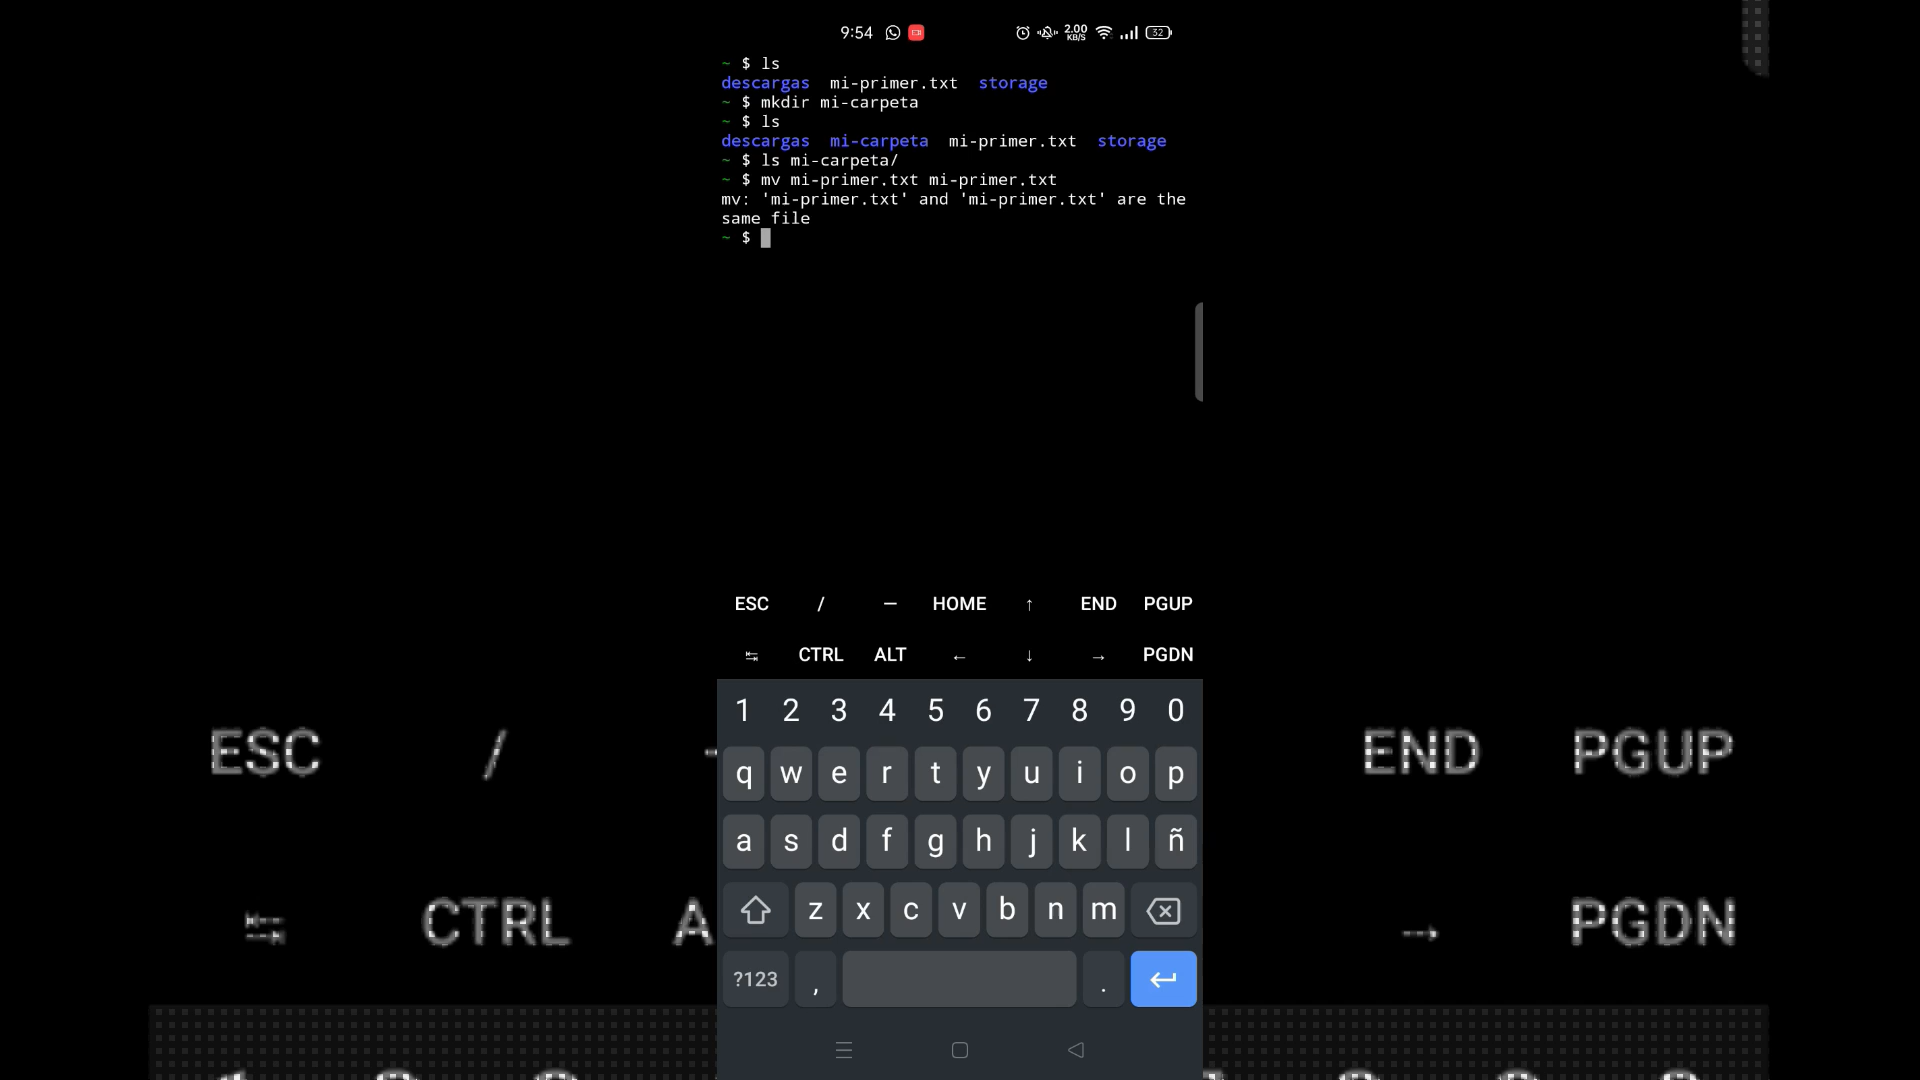 9:54 2.00 KB/S 32
~ $ ls
descargas mi-primer.txt storage
~ $ mkdir mi-carpeta
~ $ ls
descargas mi-carpeta mi-primer.txt storage
~ $ ls mi-carpeta/
~ $ mv mi-primer.txt mi-primer.txt
mv: 'mi-primer.txt' and 'mi-primer.txt' are the
same file
~ $
ESC / — HOME ↑ END PGUP
↹ CTRL ALT ← ↓ → PGDN
1 2 3 4 5 6 7 8 9 0
q w e r t y u i o p
a s d f g h j k l ñ
z x c v b n m
?123 , .
ESC / END PGUP
↹ CTRL A → PGDN